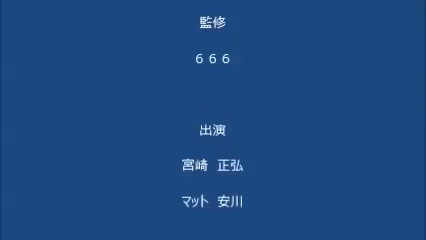 監修
６６６
出演
宮崎　正弘
マット　安川